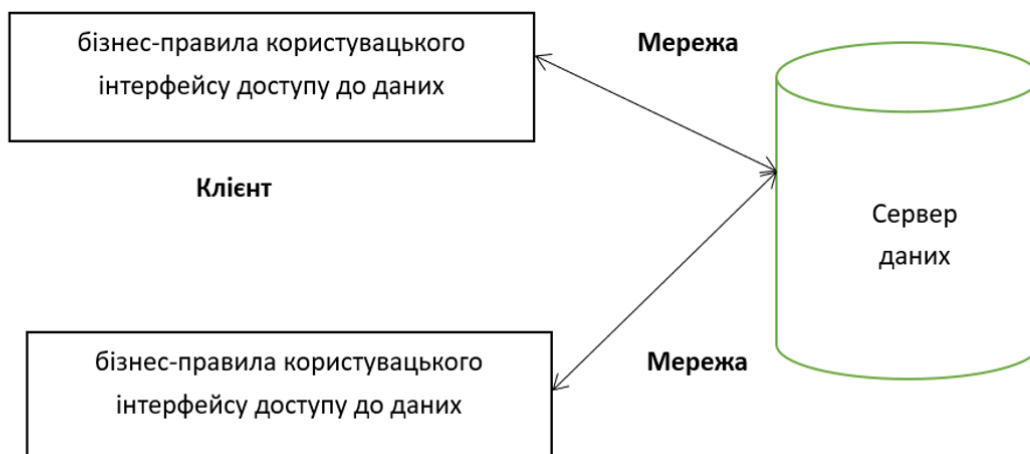 бізнес-правила користувацького
інтерфейсу доступу до даних
Мережа
Клієнт
Сервер
даних
бізнес-правила користувацького
інтерфейсу доступу до даних
Мережа